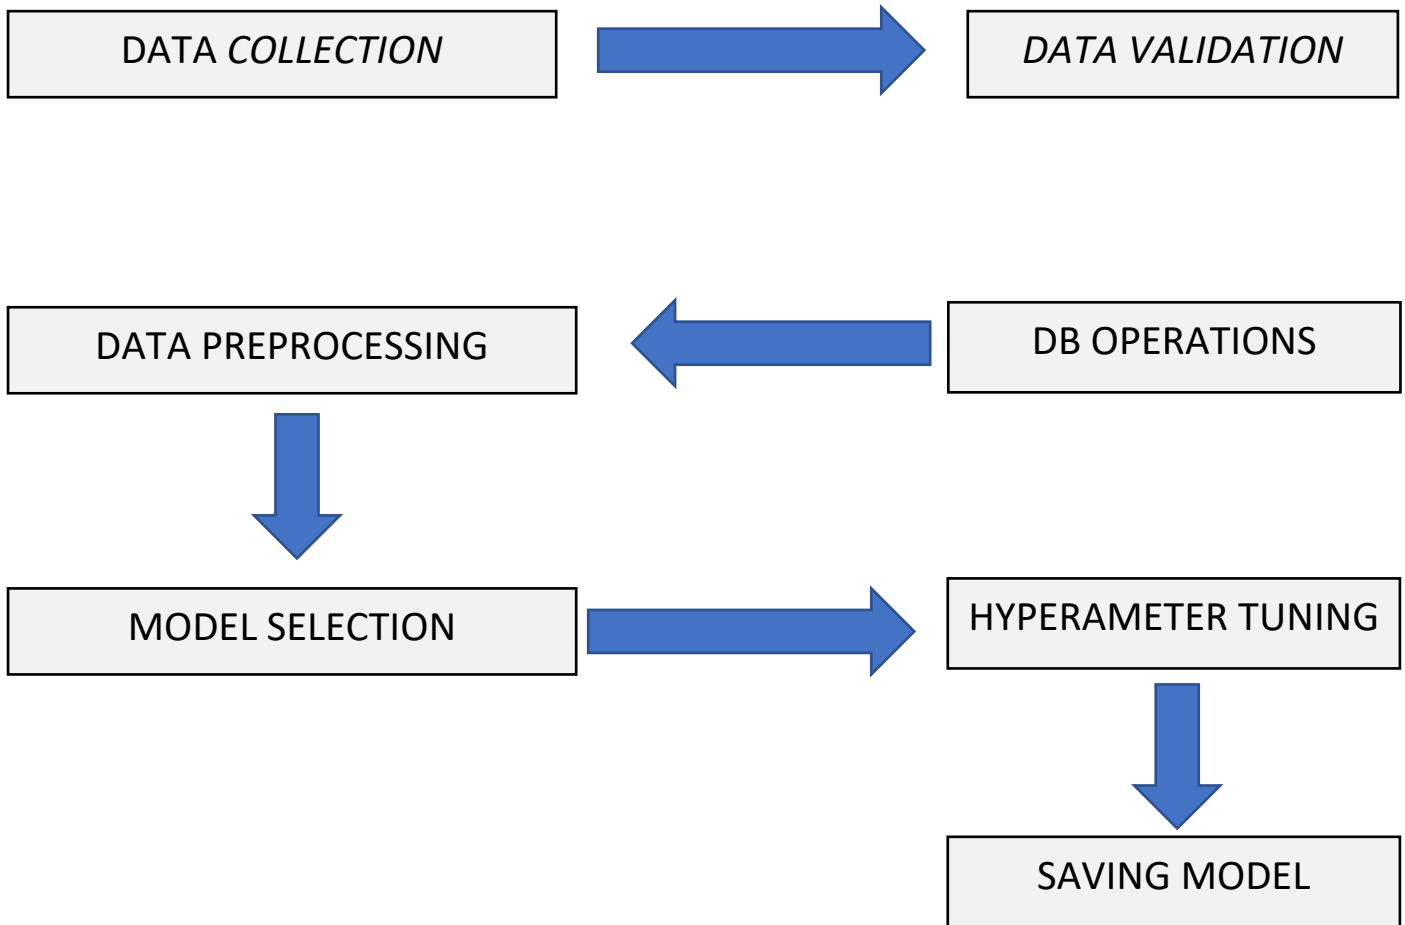 DATA COLLECTION
DATA VALIDATION
DATA PREPROCESSING
DB OPERATIONS
MODEL SELECTION
HYPERAMETER TUNING
SAVING MODEL